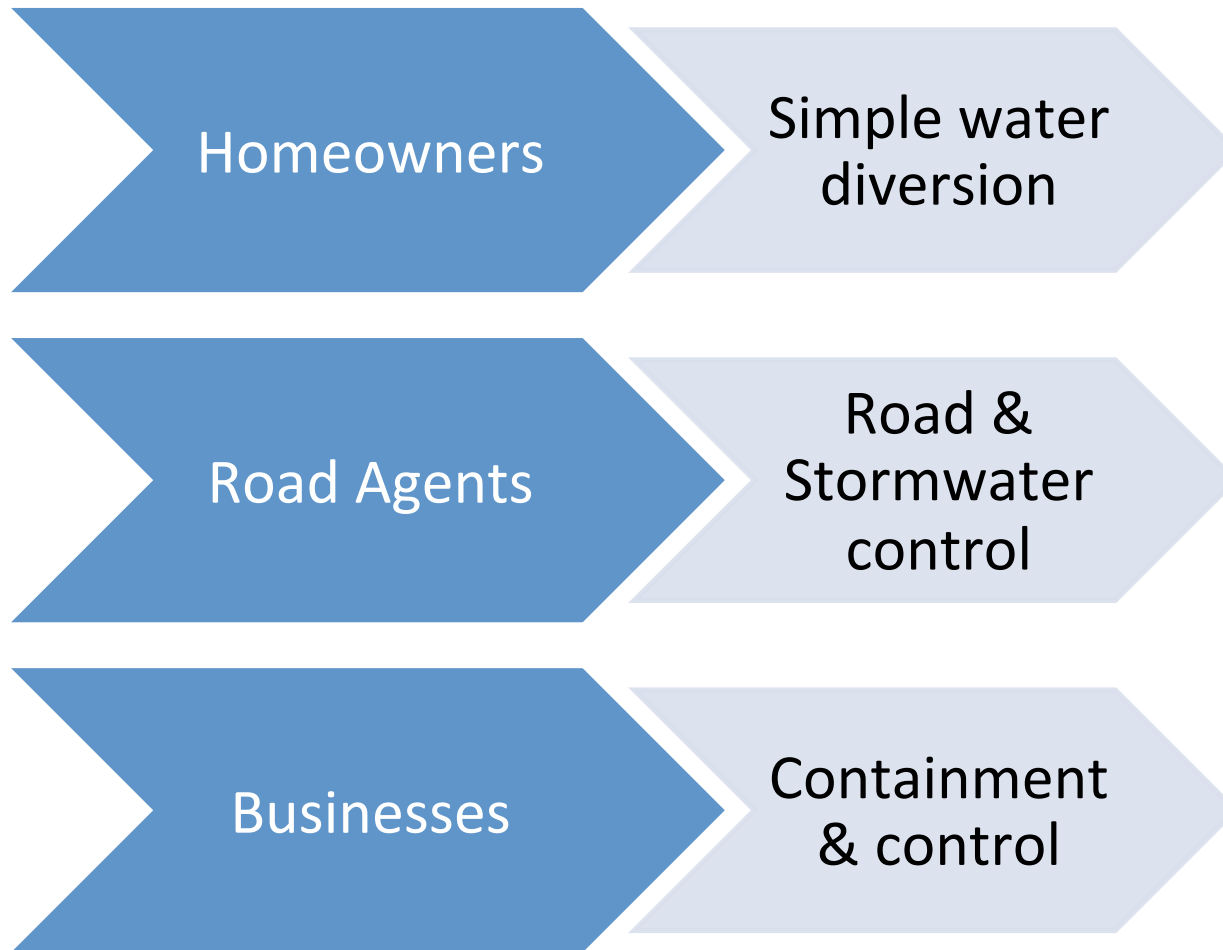 Homeowners
Simple water
diversion
Road Agents
Road &
Stormwater
control
Businesses
Containment
& control